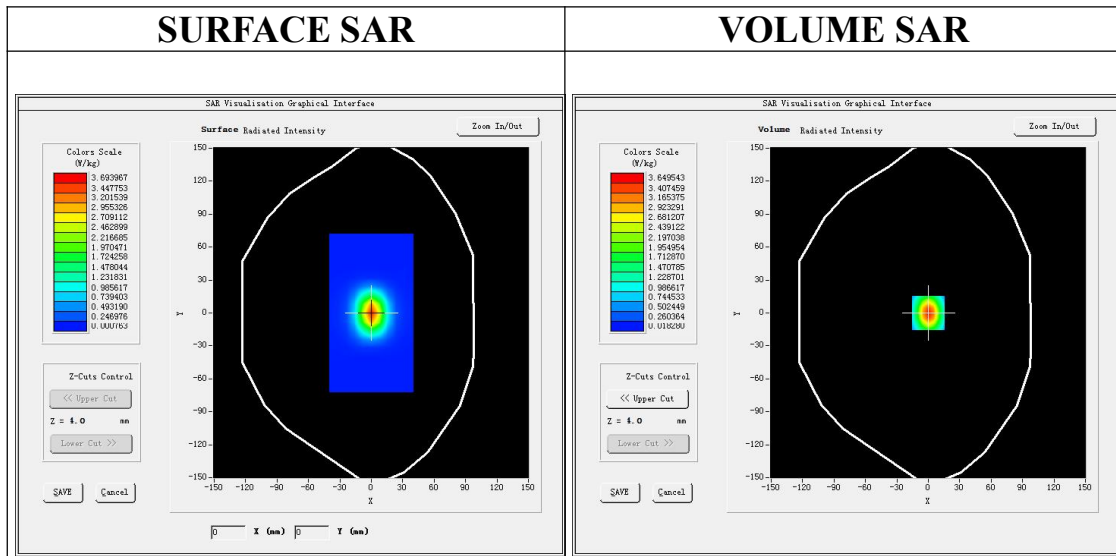 SURFACE SAR
VOLUME SAR
SAR Visualisation Graphical Interface
Surface Radiated Intensity
Zoom In/Out
Colors Scale
(W/kg)
3.693967
3.447753
3.201539
2.955326
2.709112
2.462899
2.216685
1.970471
1.724258
1.478044
1.231831
0.985617
0.739403
0.493190
0.246976
0.000763
Z-Cuts Control
<< Upper Cut
Z = 4.0 mm
Lower Cut >>
SAVE
Cancel
150
120
90
60
30
0
-30
-60
-90
-120
-150
Y
-150 -120 -90 -60 -30 0 30 60 90 120 150
X
0 X (mm) 0 Y (mm)
SAR Visualisation Graphical Interface
Volume Radiated Intensity
Zoom In/Out
Colors Scale
(W/kg)
3.649543
3.407459
3.165375
2.923291
2.681207
2.439122
2.197038
1.954954
1.712870
1.470785
1.228701
0.986617
0.744533
0.502449
0.260364
0.018280
Z-Cuts Control
<< Upper Cut
Z = 4.0 mm
Lower Cut >>
SAVE
Cancel
150
120
90
60
30
0
-30
-60
-90
-120
-150
Y
-150 -120 -90 -60 -30 0 30 60 90 120 150
X